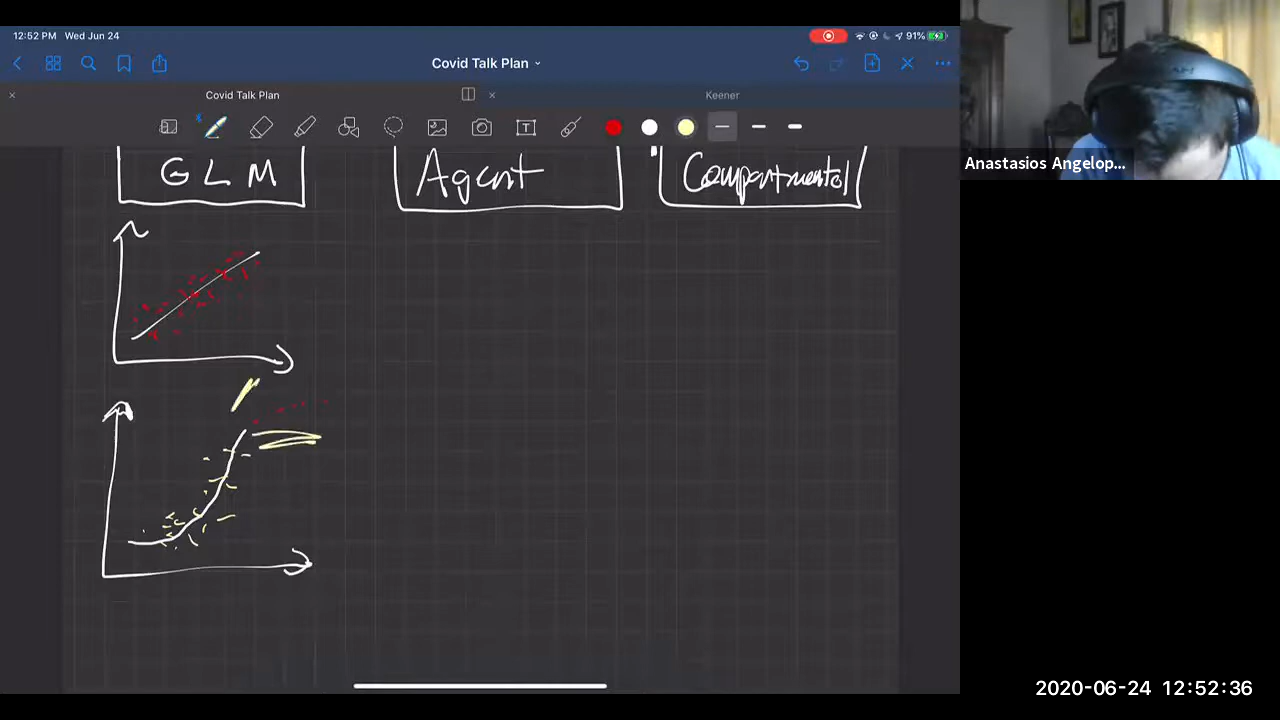 12:52 PM Wed Jun 24
91%
Covid Talk Plan
Covid Talk Plan
Keener
T
GLM
Agent
Compartmental
Anastasios Angelop...
2020-06-24 12:52:36